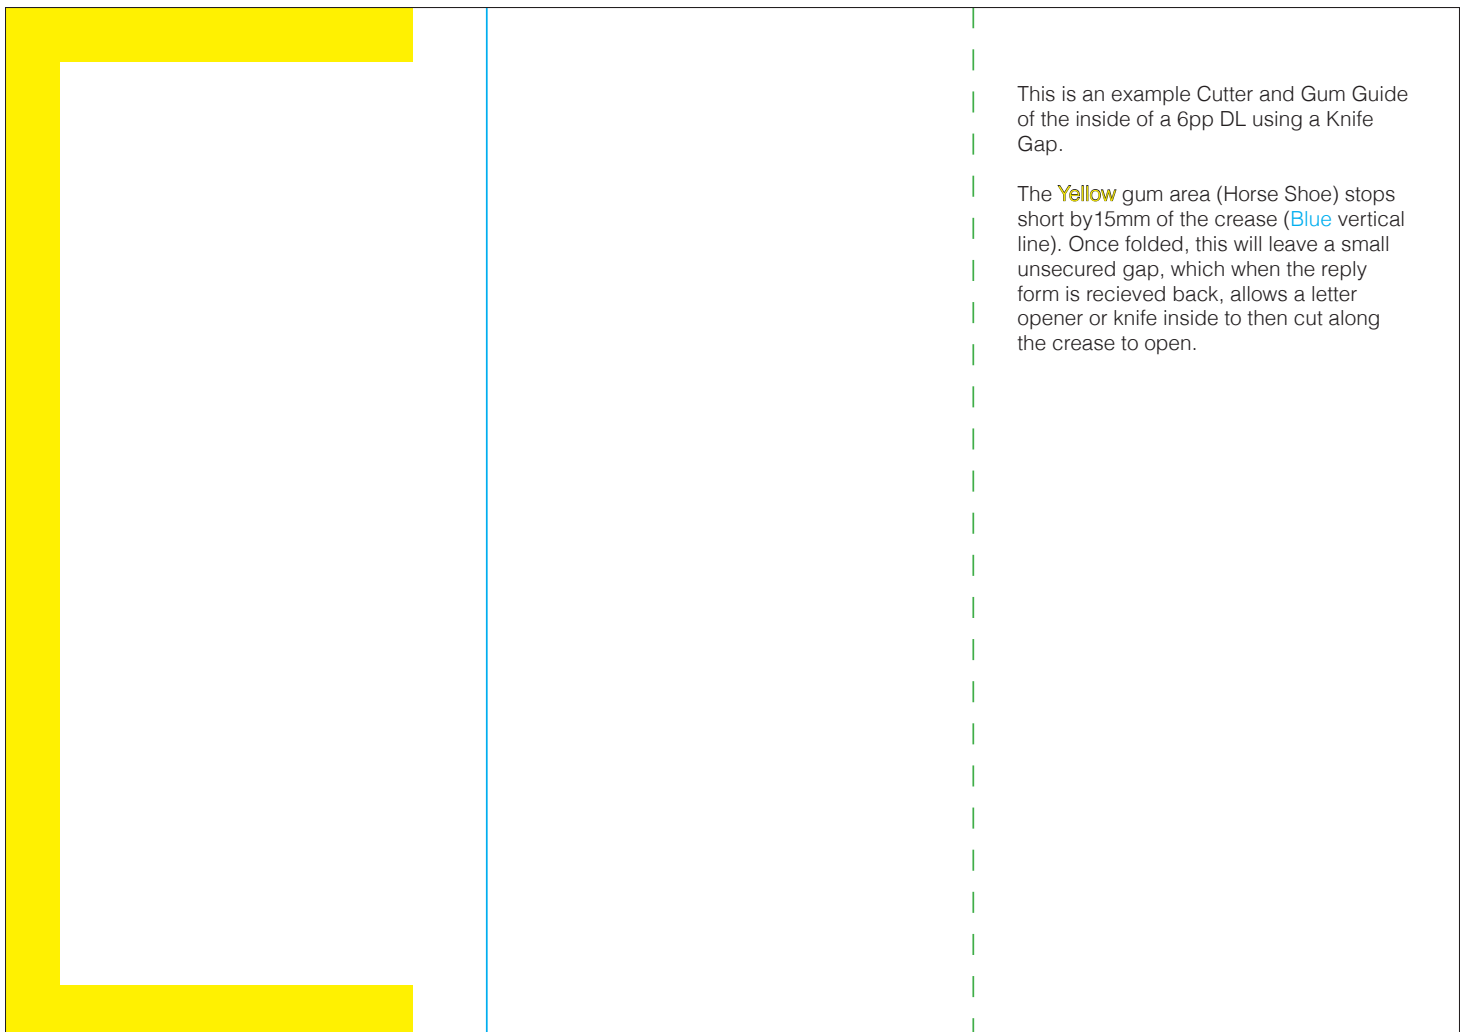 This is an example Cutter and Gum Guide
of the inside of a 6pp DL using a Knife
Gap.
The Yellow gum area (Horse Shoe) stops
short by15mm of the crease (Blue vertical
line). Once folded, this will leave a small
unsecured gap, which when the reply
form is recieved back, allows a letter
opener or knife inside to then cut along
the crease to open.